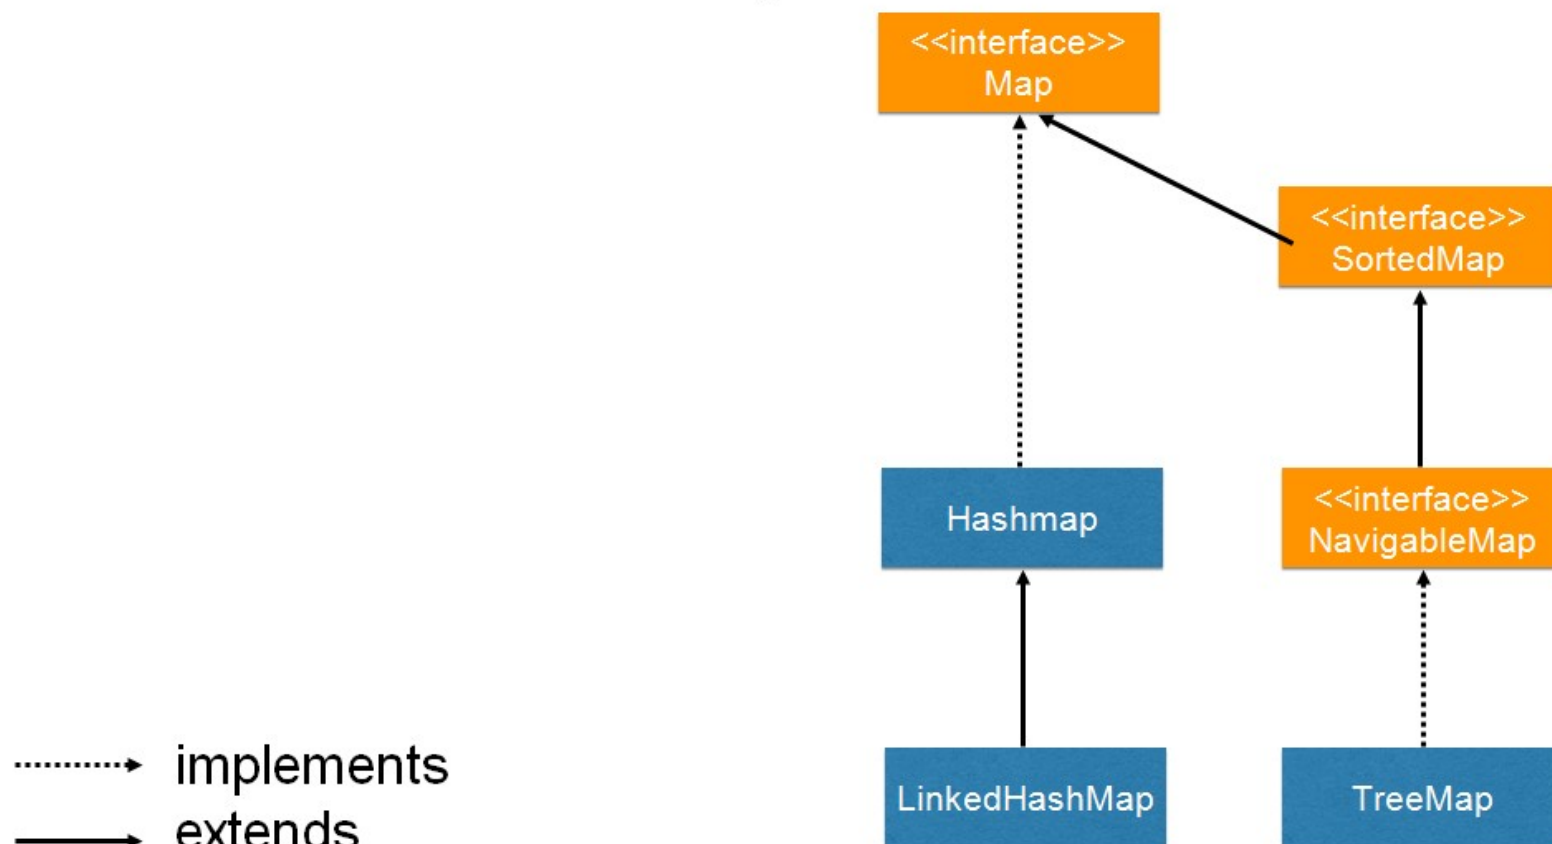 <<interface>>
Map
<<interface>>
SortedMap
Hashmap
<<interface>>
NavigableMap
implements
extends
LinkedHashMap
TreeMap